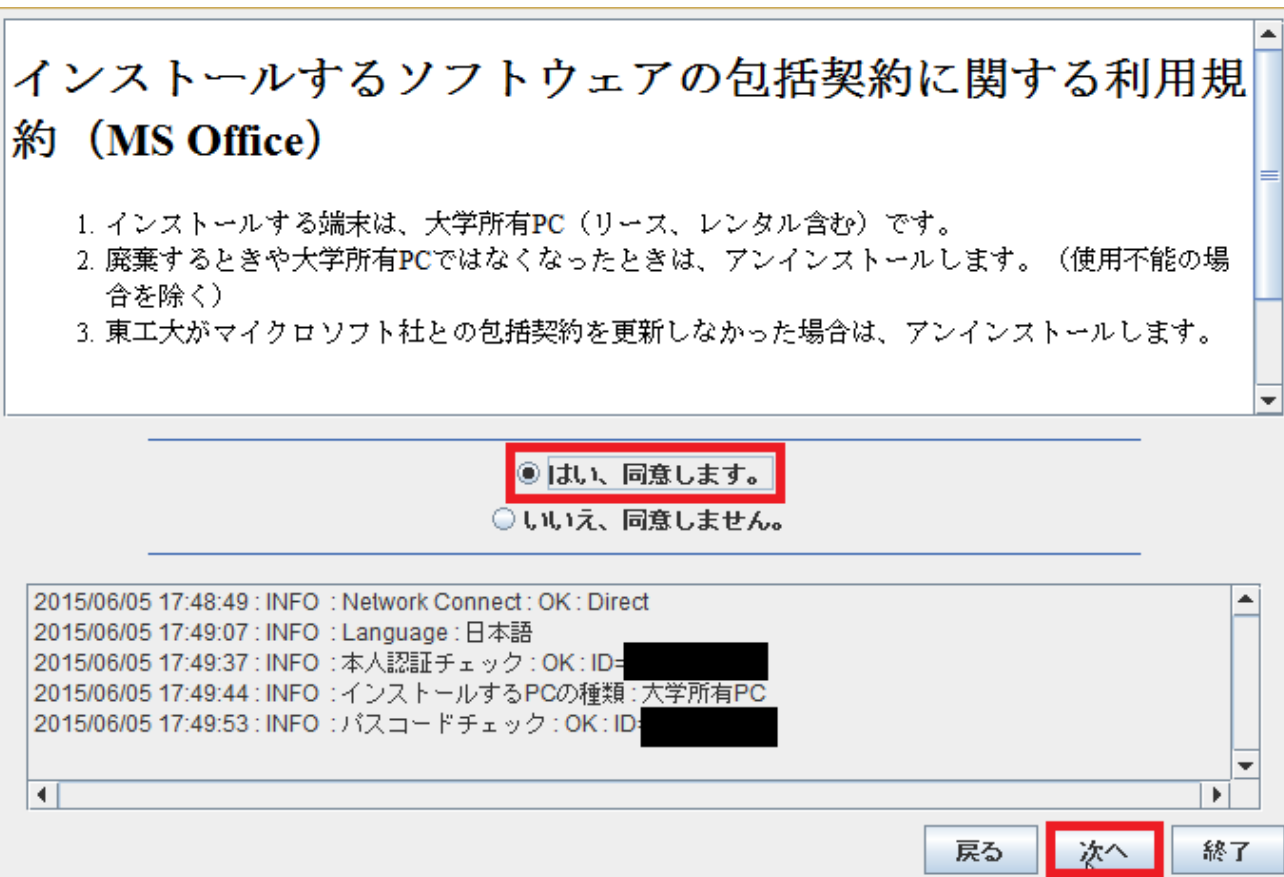 インストールするソフトウェアの包括契約に関する利用規
約（MS Office）
1. インストールする端末は、大学所有PC（リース、レンタル含む）です。
2. 廃棄するときや大学所有PCではなくなったときは、アンインストールします。（使用不能の場
合を除く）
3. 東工大がマイクロソフト社との包括契約を更新しなかった場合は、アンインストールします。
はい、同意します。
いいえ、同意しません。
2015/06/05 17:48:49 : INFO : Network Connect : OK : Direct
2015/06/05 17:49:07 : INFO : Language : 日本語
2015/06/05 17:49:37 : INFO : 本人認証チェック : OK : ID=
2015/06/05 17:49:44 : INFO : インストールするPCの種類 : 大学所有PC
2015/06/05 17:49:53 : INFO : パスコードチェック : OK : ID=
戻る 次へ 終了